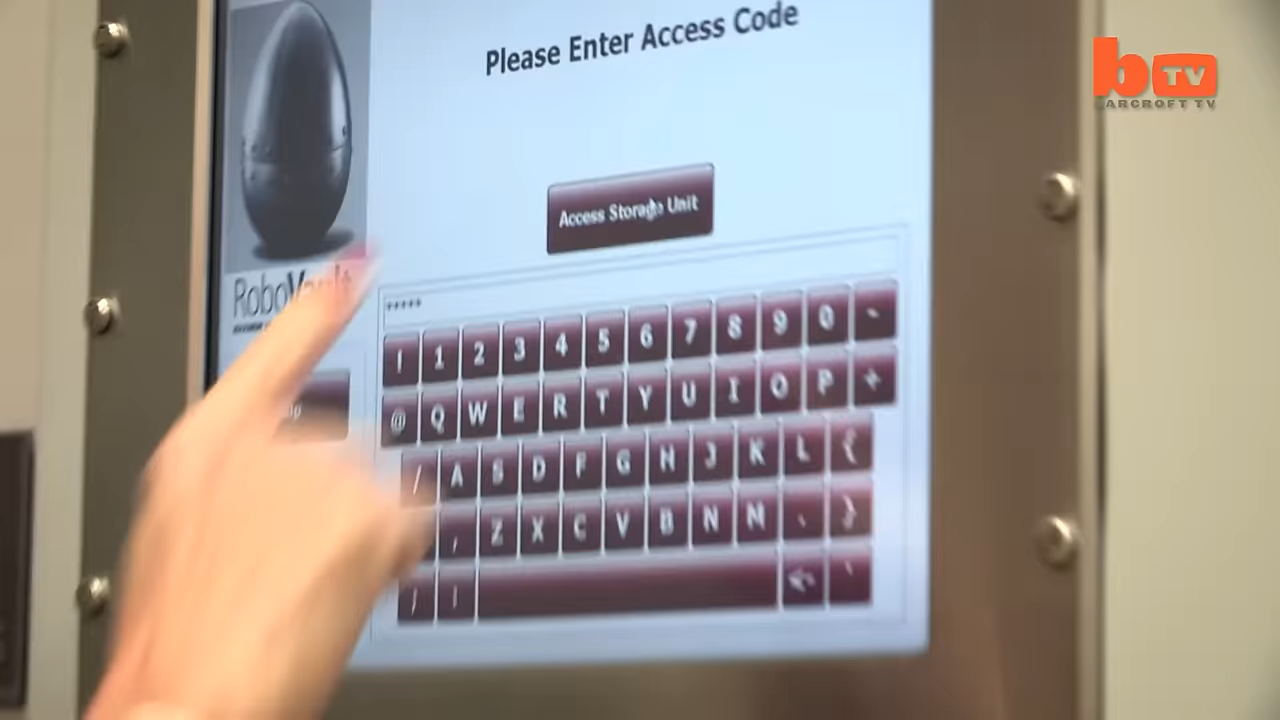 Please Enter Access Code
b TV
BARCROFT TV
Access Storage Unit
RoboVault
*****
! 1 2 3 4 5 6 7 8 9 0 -
@ Q W E R T Y U I O P +
/ A S D F G H J K L {
, Z X C V B N M . }